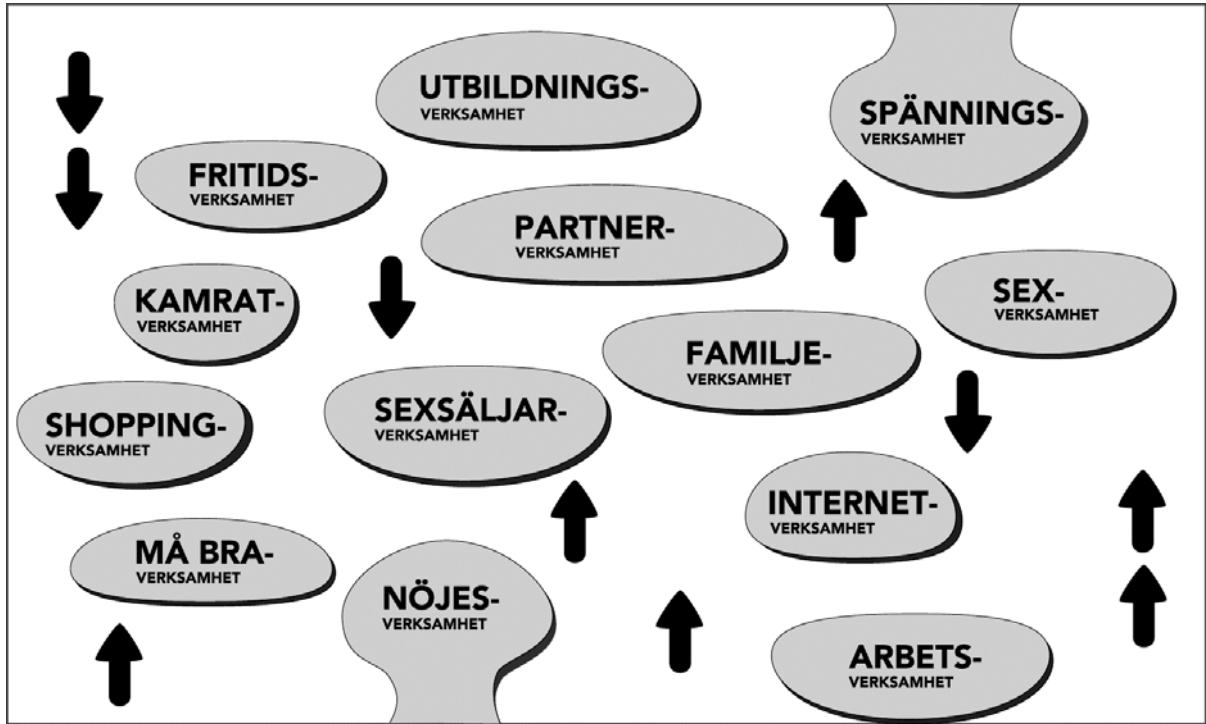 UTBILDNINGS-
VERKSAMHET
SPÄNNINGS-
VERKSAMHET
FRITIDS-
VERKSAMHET
PARTNER-
VERKSAMHET
KAMRAT-
VERKSAMHET
SEX-
VERKSAMHET
FAMILJE-
VERKSAMHET
SHOPPING-
VERKSAMHET
SEXSÄLJAR-
VERKSAMHET
INTERNET-
VERKSAMHET
MÅ BRA-
VERKSAMHET
NÖJES-
VERKSAMHET
ARBETS-
VERKSAMHET